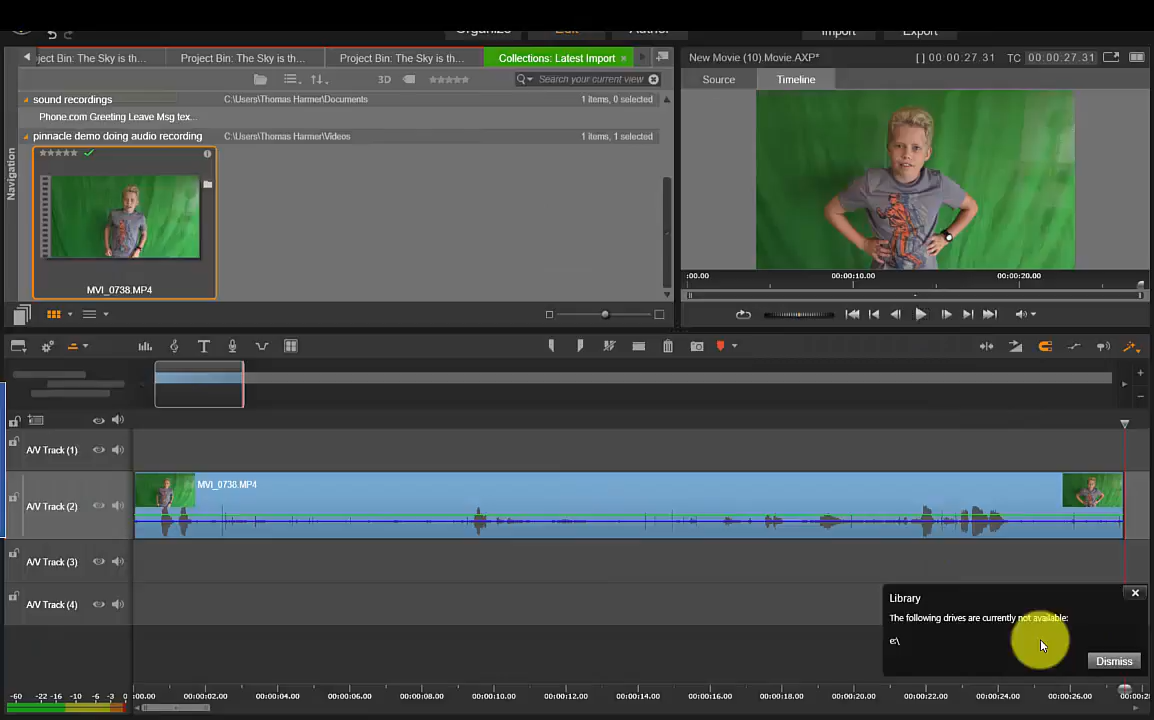 Organize Edit Author Import Export
ject Bin: The Sky is th... Project Bin: The Sky is th... Project Bin: The Sky is th... Collections: Latest Import ×
New Movie (10) Movie.AXP* [ ] 00:00:27.31 TC 00:00:27.31
3D Search your current view
Source Timeline
sound recordings C:\Users\Thomas Harmer\Documents 1 items, 0 selected
Phone.com Greeting Leave Msg tex...
pinnacle demo doing audio recording C:\Users\Thomas Harmer\Videos 1 items, 1 selected
Navigation
MVI_0738.MP4
:00.00 00:00:10.00 00:00:20.00
A/V Track (1)
MVI_0738.MP4
A/V Track (2)
A/V Track (3)
A/V Track (4)
Library
The following drives are currently not available:
e:\
Dismiss
-60 -22 -16 -10 -6 -3 0 :00.00 00:00:02.00 00:00:04.00 00:00:06.00 00:00:08.00 00:00:10.00 00:00:12.00 00:00:14.00 00:00:16.00 00:00:18.00 00:00:20.00 00:00:22.00 00:00:24.00 00:00:26.00 00:00:2